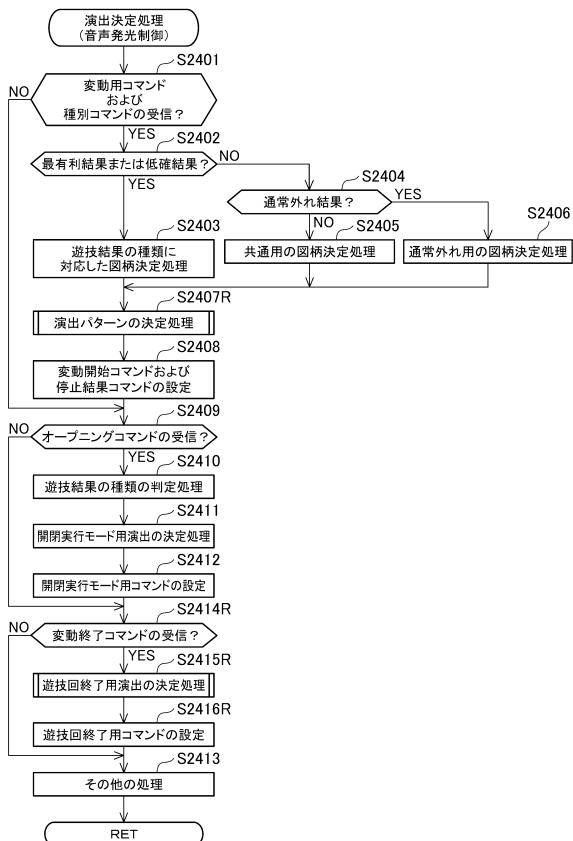 演出決定処理
(音声発光制御)
S2401
変動用コマンド
および
種別コマンドの受信？
NO
YES
S2402
最有利結果または低確結果？
NO
YES
S2404
通常外れ結果？
YES
NO
S2403
遊技結果の種類に
対応した図柄決定処理
S2405
共通用の図柄決定処理
S2406
通常外れ用の図柄決定処理
S2407R
演出パターンの決定処理
S2408
変動開始コマンドおよび
停止結果コマンドの設定
S2409
NO
オープニングコマンドの受信？
YES
S2410
遊技結果の種類の判定処理
S2411
開閉実行モード用演出の決定処理
S2412
開閉実行モード用コマンドの設定
S2414R
NO
変動終了コマンドの受信？
YES
S2415R
遊技回終了用演出の決定処理
S2416R
遊技回終了用コマンドの設定
S2413
その他の処理
RET